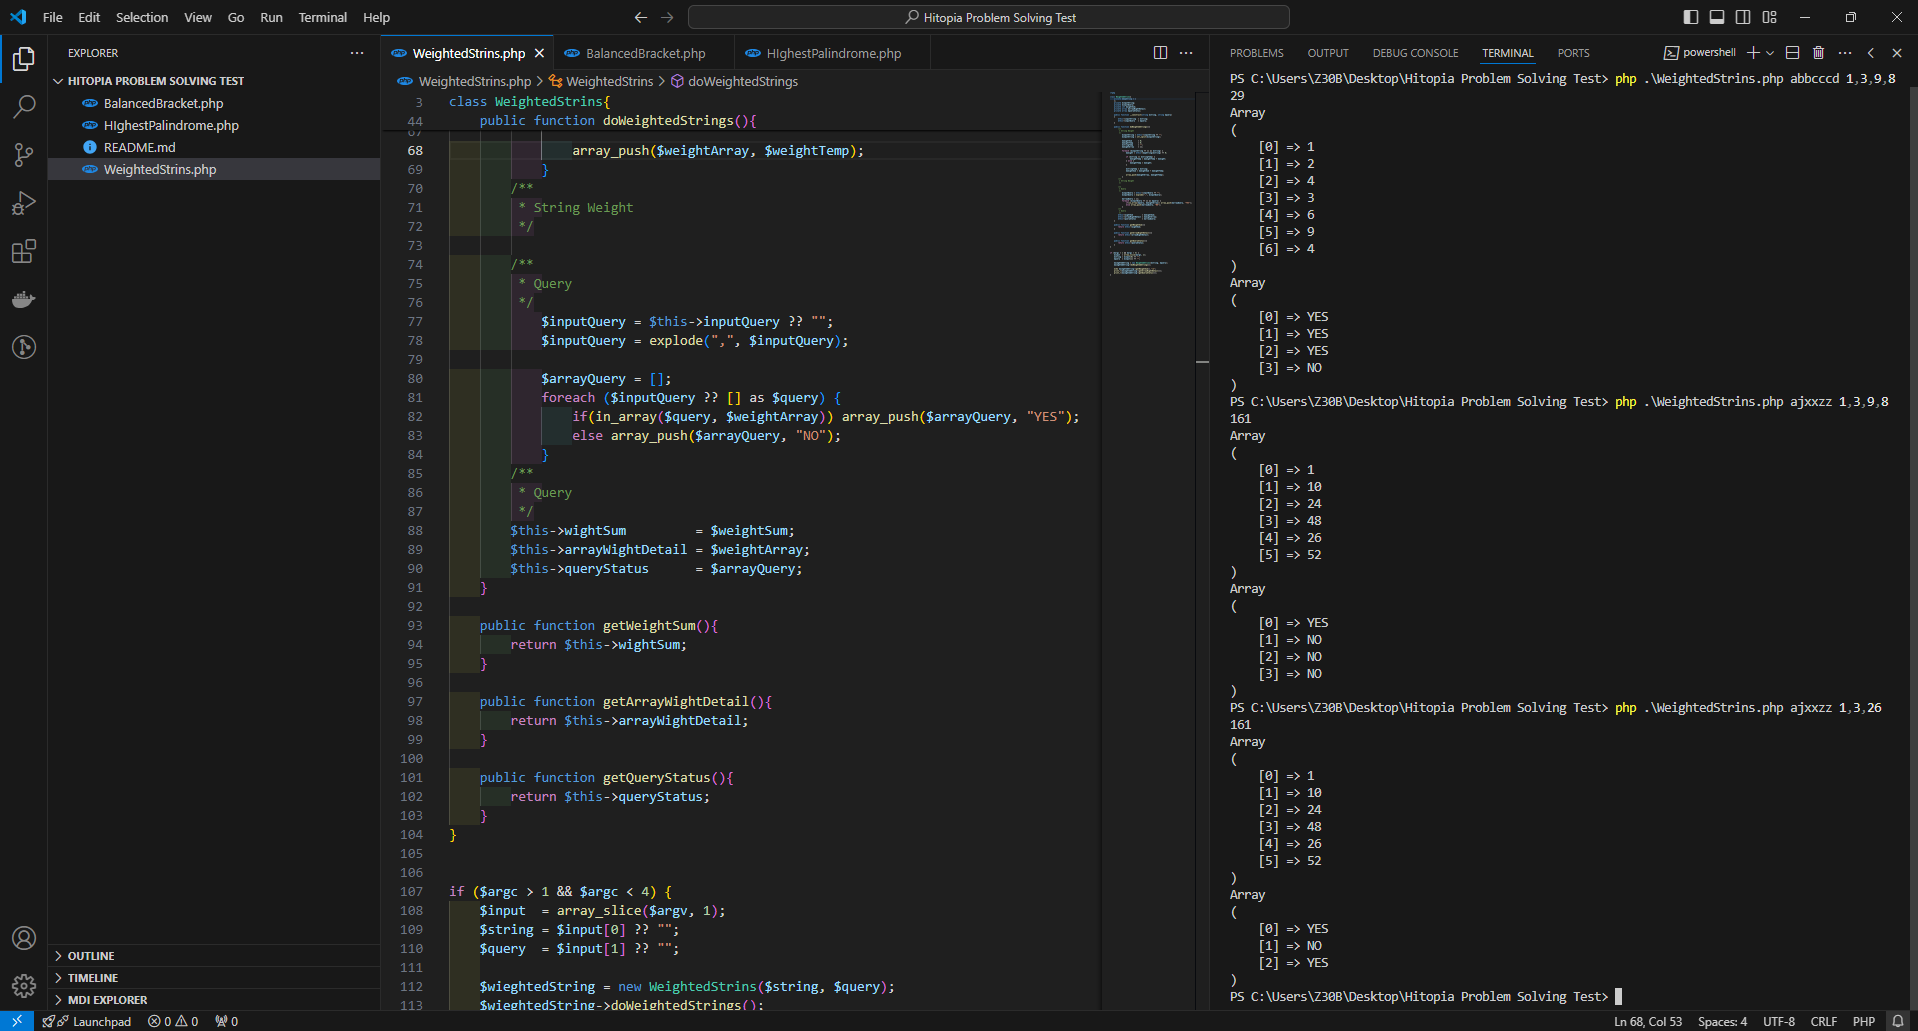 File Edit Selection View Go Run Terminal Help
Hitopia Problem Solving Test
EXPLORER
HITOPIA PROBLEM SOLVING TEST
BalancedBracket.php
HIghestPalindrome.php
README.md
WeightedStrins.php
OUTLINE
TIMELINE
MDI EXPLORER
WeightedStrins.php BalancedBracket.php HIghestPalindrome.php
WeightedStrins.php > WeightedStrins > doWeightedStrings
3 class WeightedStrins{
44 public function doWeightedStrings(){
67
68 array_push($weightArray, $weightTemp);
69 }
70 /**
71 * String Weight
72 */
73
74 /**
75 * Query
76 */
77 $inputQuery = $this->inputQuery ?? "";
78 $inputQuery = explode(",", $inputQuery);
79
80 $arrayQuery = [];
81 foreach ($inputQuery ?? [] as $query) {
82 if(in_array($query, $weightArray)) array_push($arrayQuery, "YES");
83 else array_push($arrayQuery, "NO");
84 }
85 /**
86 * Query
87 */
88 $this->wightSum = $weightSum;
89 $this->arrayWightDetail = $weightArray;
90 $this->queryStatus = $arrayQuery;
91 }
92
93 public function getWeightSum(){
94 return $this->wightSum;
95 }
96
97 public function getArrayWightDetail(){
98 return $this->arrayWightDetail;
99 }
100
101 public function getQueryStatus(){
102 return $this->queryStatus;
103 }
104 }
105
106
107 if ($argc > 1 && $argc < 4) {
108 $input = array_slice($argv, 1);
109 $string = $input[0] ?? "";
110 $query = $input[1] ?? "";
111
112 $wieghtedString = new WeightedStrins($string, $query);
113 $wieghtedString->doWeightedStrings();
PROBLEMS OUTPUT DEBUG CONSOLE TERMINAL PORTS powershell
PS C:\Users\Z30B\Desktop\Hitopia Problem Solving Test> php .\WeightedStrins.php abbcccd 1,3,9,8
29
Array
(
[0] => 1
[1] => 2
[2] => 4
[3] => 3
[4] => 6
[5] => 9
[6] => 4
)
Array
(
[0] => YES
[1] => YES
[2] => YES
[3] => NO
)
PS C:\Users\Z30B\Desktop\Hitopia Problem Solving Test> php .\WeightedStrins.php ajxxzz 1,3,9,8
161
Array
(
[0] => 1
[1] => 10
[2] => 24
[3] => 48
[4] => 26
[5] => 52
)
Array
(
[0] => YES
[1] => NO
[2] => NO
[3] => NO
)
PS C:\Users\Z30B\Desktop\Hitopia Problem Solving Test> php .\WeightedStrins.php ajxxzz 1,3,26
161
Array
(
[0] => 1
[1] => 10
[2] => 24
[3] => 48
[4] => 26
[5] => 52
)
Array
(
[0] => YES
[1] => NO
[2] => YES
)
PS C:\Users\Z30B\Desktop\Hitopia Problem Solving Test>
Launchpad 0 0 0 Ln 68, Col 53 Spaces: 4 UTF-8 CRLF PHP